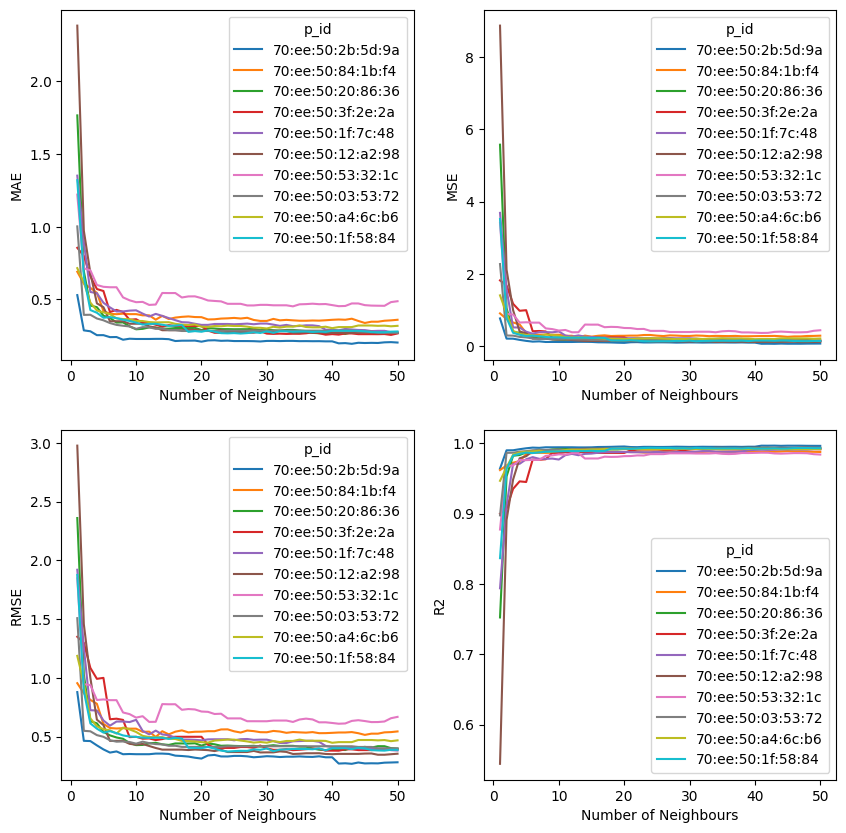 MAE
2.0
1.5
1.0
0.5
0
10
20
30
40
50
Number of Neighbours
p_id
70:ee:50:2b:5d:9a
70:ee:50:84:1b:f4
70:ee:50:20:86:36
70:ee:50:3f:2e:2a
70:ee:50:1f:7c:48
70:ee:50:12:a2:98
70:ee:50:53:32:1c
70:ee:50:03:53:72
70:ee:50:a4:6c:b6
70:ee:50:1f:58:84
MSE
8
6
4
2
0
0
10
20
30
40
50
Number of Neighbours
p_id
70:ee:50:2b:5d:9a
70:ee:50:84:1b:f4
70:ee:50:20:86:36
70:ee:50:3f:2e:2a
70:ee:50:1f:7c:48
70:ee:50:12:a2:98
70:ee:50:53:32:1c
70:ee:50:03:53:72
70:ee:50:a4:6c:b6
70:ee:50:1f:58:84
RMSE
3.0
2.5
2.0
1.5
1.0
0.5
0
10
20
30
40
50
Number of Neighbours
p_id
70:ee:50:2b:5d:9a
70:ee:50:84:1b:f4
70:ee:50:20:86:36
70:ee:50:3f:2e:2a
70:ee:50:1f:7c:48
70:ee:50:12:a2:98
70:ee:50:53:32:1c
70:ee:50:03:53:72
70:ee:50:a4:6c:b6
70:ee:50:1f:58:84
R2
1.0
0.9
0.8
0.7
0.6
0
10
20
30
40
50
Number of Neighbours
p_id
70:ee:50:2b:5d:9a
70:ee:50:84:1b:f4
70:ee:50:20:86:36
70:ee:50:3f:2e:2a
70:ee:50:1f:7c:48
70:ee:50:12:a2:98
70:ee:50:53:32:1c
70:ee:50:03:53:72
70:ee:50:a4:6c:b6
70:ee:50:1f:58:84